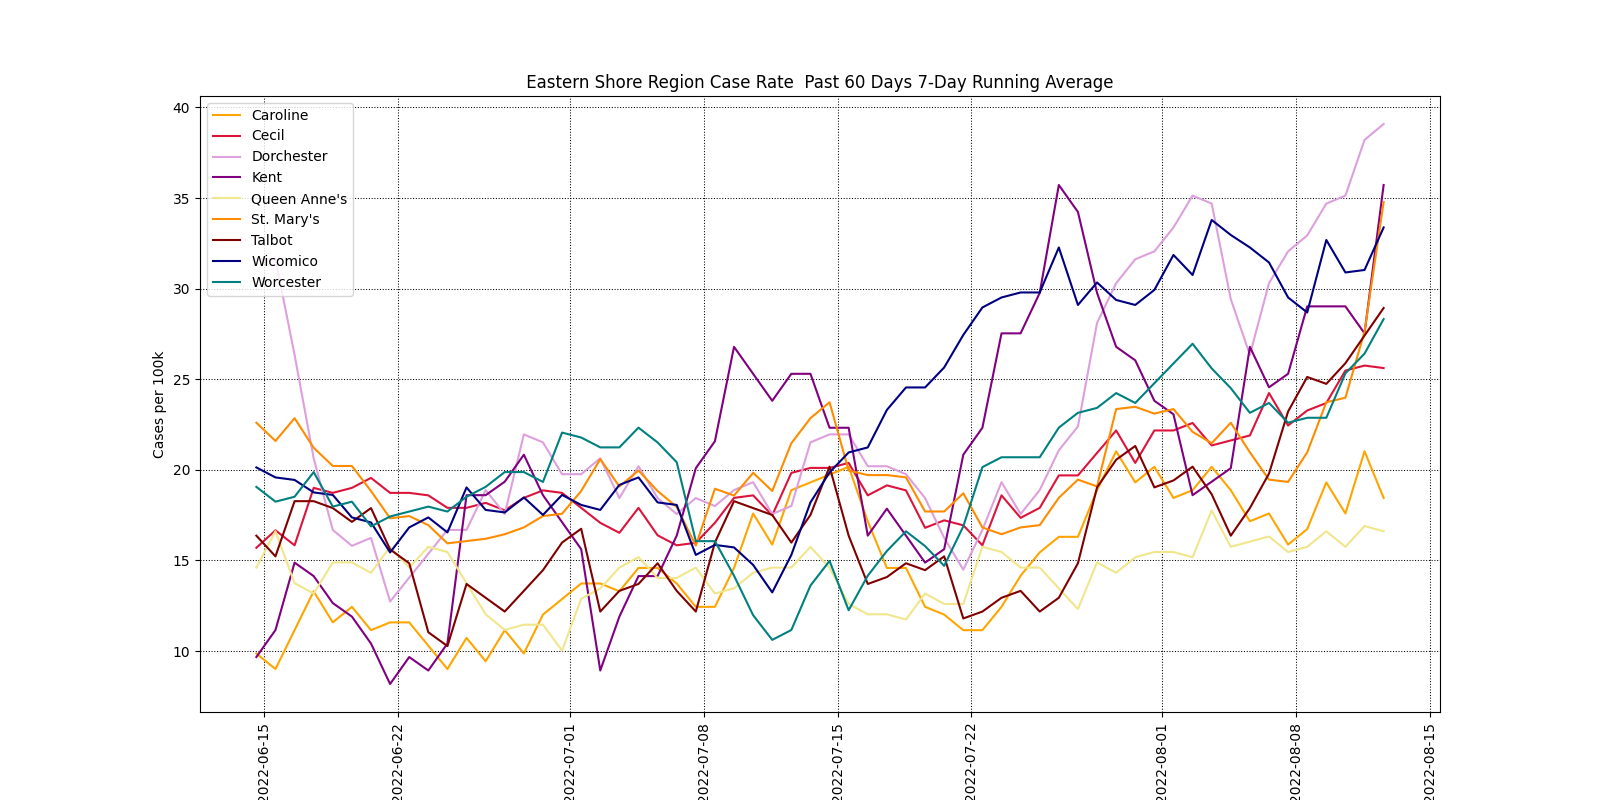 Eastern Shore Region Case Rate  Past 60 Days 7-Day Running Average
Cases per 100k
40
35
30
25
20
15
10
Caroline
Cecil
Dorchester
Kent
Queen Anne's
St. Mary's
Talbot
Wicomico
Worcester
2022-06-15
2022-06-22
2022-07-01
2022-07-08
2022-07-15
2022-07-22
2022-08-01
2022-08-08
2022-08-15